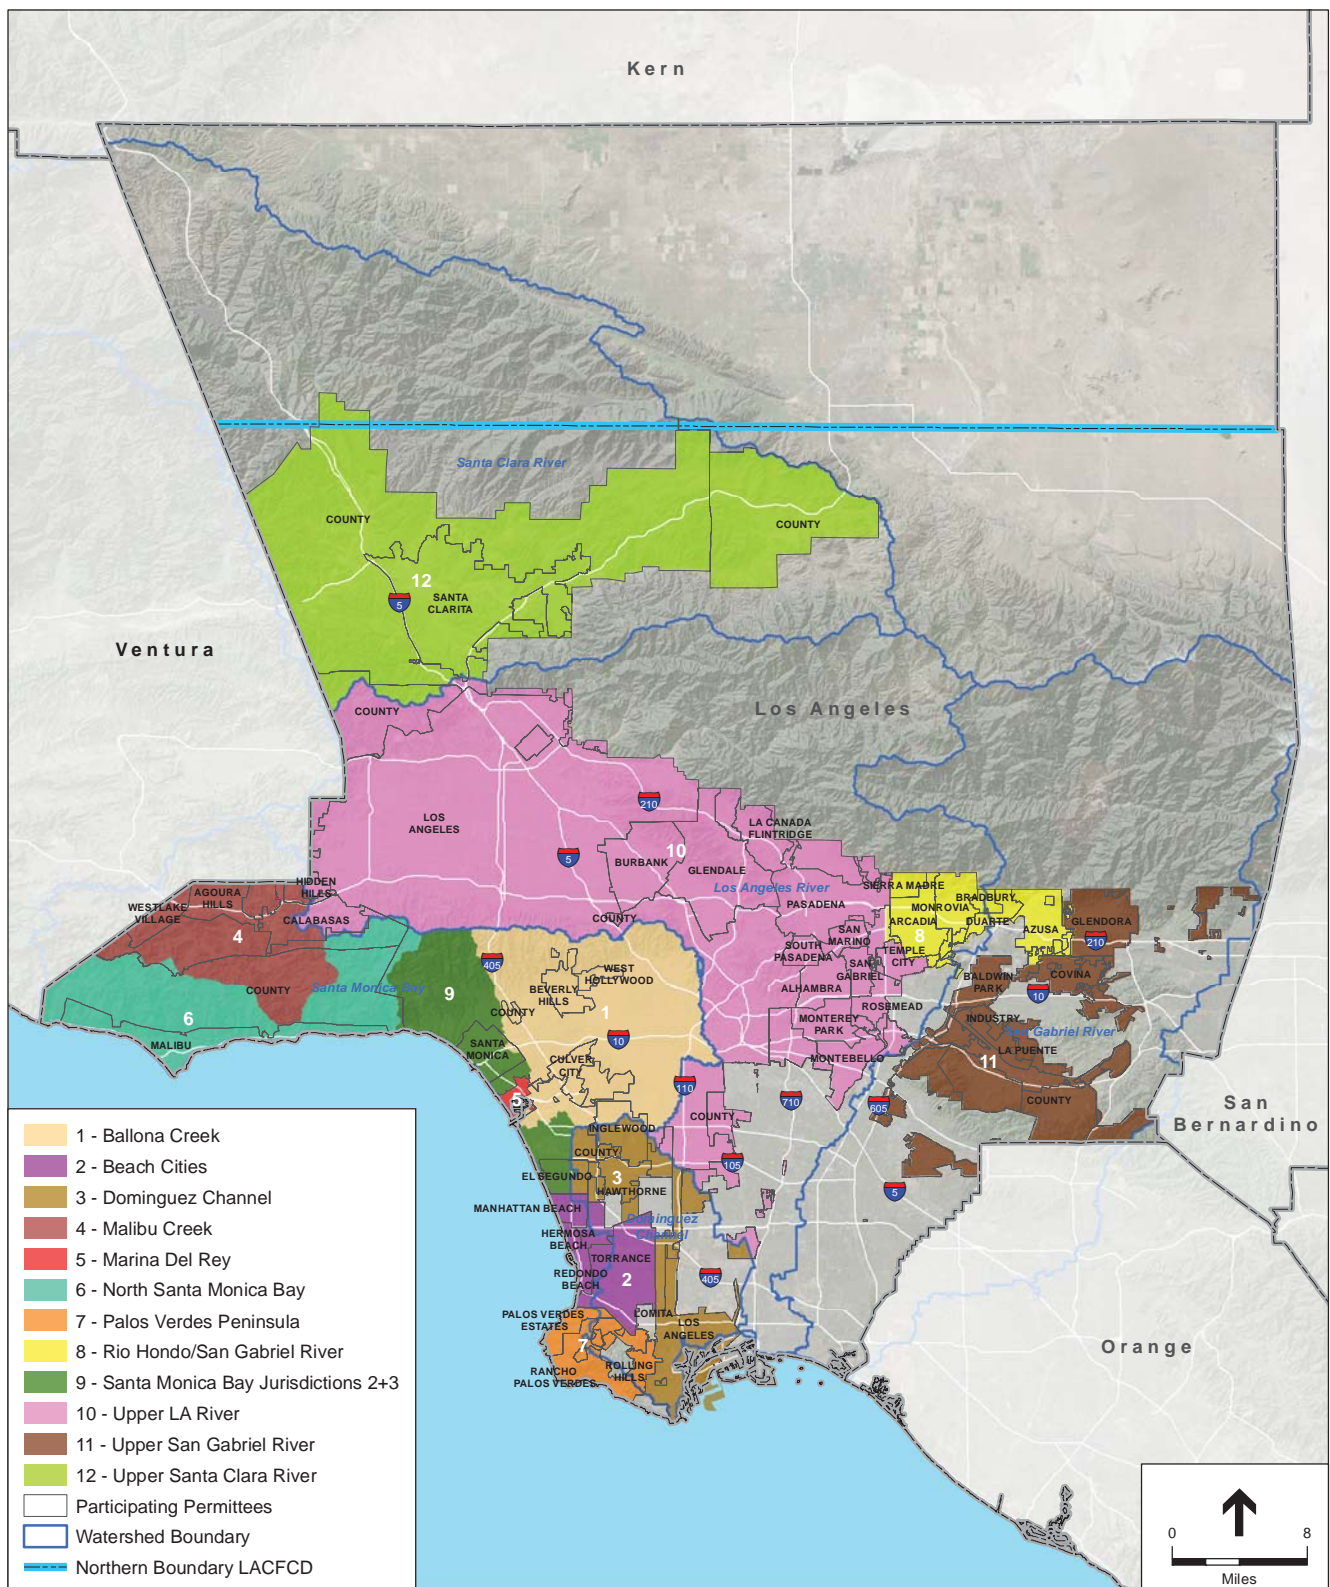 Kern
Santa Clara River
COUNTY
COUNTY
12
SANTA
CLARITA
5
Ventura
Los Angeles
COUNTY
210
LOS
ANGELES
LA CANADA
FLINTRIDGE
5
10
BURBANK
GLENDALE
Los Angeles River
PASADENA
HIDDEN
HILLS
AGOURA
HILLS
WESTLAKE
VILLAGE
CALABASAS
4
COUNTY
SIERRA MADRE
BRADBURY
MONROVIA
ARCADIA
DUARTE
AZUSA
GLENDORA
8
210
TEMPLE
CITY
SAN
MARINO
SOUTH
PASADENA
SAN
GABRIEL
ALHAMBRA
ROSEMEAD
MONTEREY
PARK
MONTEBELLO
BALDWIN
PARK
COVINA
10
INDUSTRY
San Gabriel River
LA PUENTE
11
COUNTY
405
WEST
HOLLYWOOD
BEVERLY
HILLS
COUNTY
1
10
COUNTY
Santa Monica Bay
9
6
MALIBU
SANTA
MONICA
CULVER
CITY
5
110
710
605
COUNTY
San
Bernardino
INGLEWOOD
COUNTY
105
EL SEGUNDO
3
HAWTHORNE
5
MANHATTAN BEACH
Dominguez
Channel
HERMOSA
BEACH
TORRANCE
REDONDO
BEACH
2
405
PALOS VERDES
ESTATES
LOMITA
LOS
ANGELES
7
ROLLING
HILLS
RANCHO
PALOS VERDES
Orange
1 - Ballona Creek
2 - Beach Cities
3 - Dominguez Channel
4 - Malibu Creek
5 - Marina Del Rey
6 - North Santa Monica Bay
7 - Palos Verdes Peninsula
8 - Rio Hondo/San Gabriel River
9 - Santa Monica Bay Jurisdictions 2+3
10 - Upper LA River
11 - Upper San Gabriel River
12 - Upper Santa Clara River
Participating Permittees
Watershed Boundary
Northern Boundary LACFCD
0 8
Miles